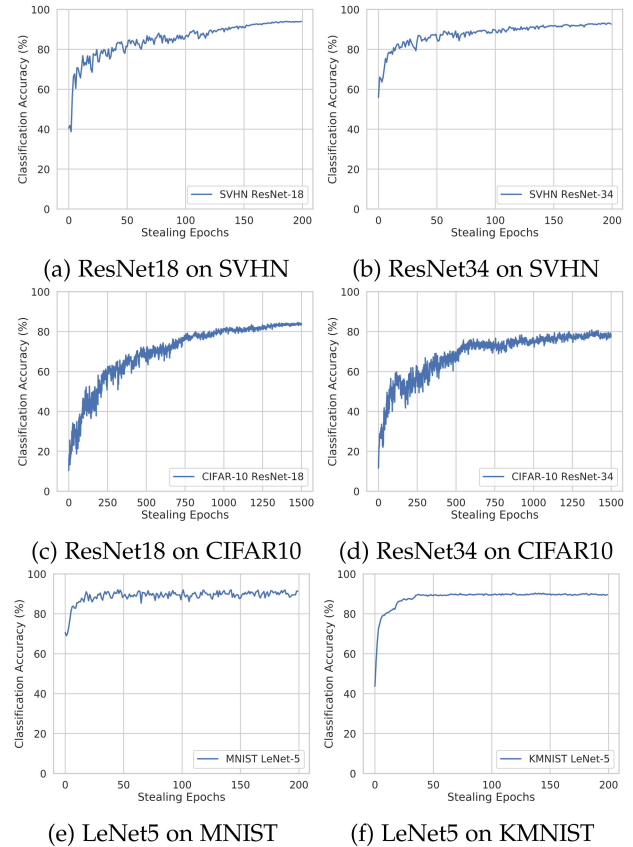 100
80
60
40
20
0
Classification Accuracy (%)
SVHN ResNet-18
0 50 100 150 200
Stealing Epochs
(a) ResNet18 on SVHN
100
80
60
40
20
0
Classification Accuracy (%)
SVHN ResNet-34
0 50 100 150 200
Stealing Epochs
(b) ResNet34 on SVHN
100
80
60
40
20
0
Classification Accuracy (%)
CIFAR-10 ResNet-18
0 250 500 750 1000 1250 1500
Stealing Epochs
(c) ResNet18 on CIFAR10
100
80
60
40
20
0
Classification Accuracy (%)
CIFAR-10 ResNet-34
0 250 500 750 1000 1250 1500
Stealing Epochs
(d) ResNet34 on CIFAR10
100
80
60
40
20
0
Classification Accuracy (%)
MNIST LeNet-5
0 50 100 150 200
Stealing Epochs
(e) LeNet5 on MNIST
100
80
60
40
20
0
Classification Accuracy (%)
KMNIST LeNet-5
0 50 100 150 200
Stealing Epochs
(f) LeNet5 on KMNIST